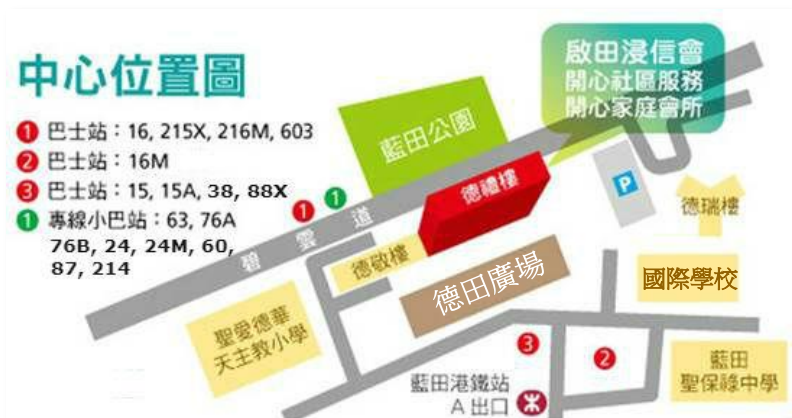 中心位置圖
1 巴士站：16, 215X, 216M, 603
2 巴士站：16M
3 巴士站：15, 15A, 38, 88X
1 專線小巴站：63, 76A
76B, 24, 24M, 60,
87, 214
啟田浸信會
開心社區服務
開心家庭會所
藍田公園
德禮樓
P
德瑞樓
1
1
碧雲道
德敬樓
德田廣場
國際學校
聖愛德華
天主教小學
3
2
藍田
聖保祿中學
藍田港鐵站
A 出口